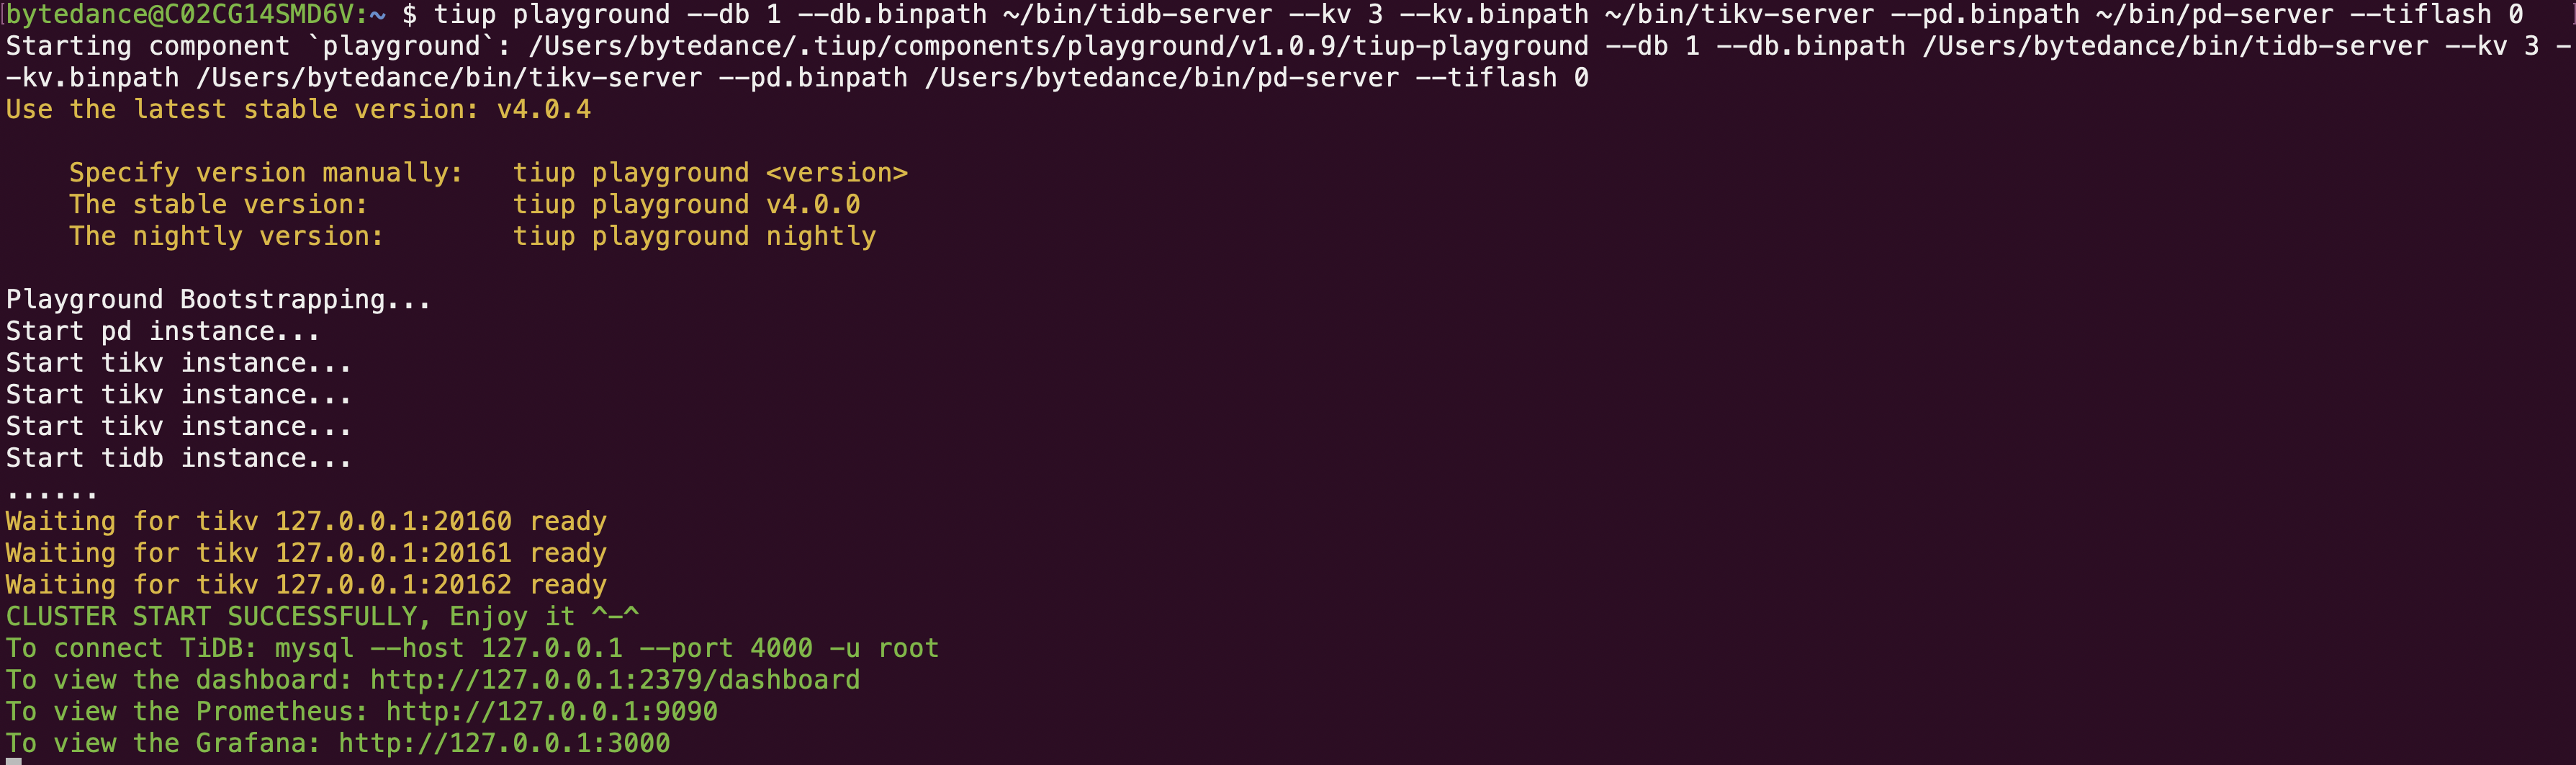 bytedance@C02CG14SMD6V:~ $ tiup playground --db 1 --db.binpath ~/bin/tidb-server --kv 3 --kv.binpath ~/bin/tikv-server --pd.binpath ~/bin/pd-server --tiflash 0
Starting component `playground`: /Users/bytedance/.tiup/components/playground/v1.0.9/tiup-playground --db 1 --db.binpath /Users/bytedance/bin/tidb-server --kv 3 -
-kv.binpath /Users/bytedance/bin/tikv-server --pd.binpath /Users/bytedance/bin/pd-server --tiflash 0
Use the latest stable version: v4.0.4
    Specify version manually:   tiup playground <version>
    The stable version:         tiup playground v4.0.0
    The nightly version:        tiup playground nightly
Playground Bootstrapping...
Start pd instance...
Start tikv instance...
Start tikv instance...
Start tikv instance...
Start tidb instance...
......
Waiting for tikv 127.0.0.1:20160 ready
Waiting for tikv 127.0.0.1:20161 ready
Waiting for tikv 127.0.0.1:20162 ready
CLUSTER START SUCCESSFULLY, Enjoy it ^-^
To connect TiDB: mysql --host 127.0.0.1 --port 4000 -u root
To view the dashboard: http://127.0.0.1:2379/dashboard
To view the Prometheus: http://127.0.0.1:9090
To view the Grafana: http://127.0.0.1:3000